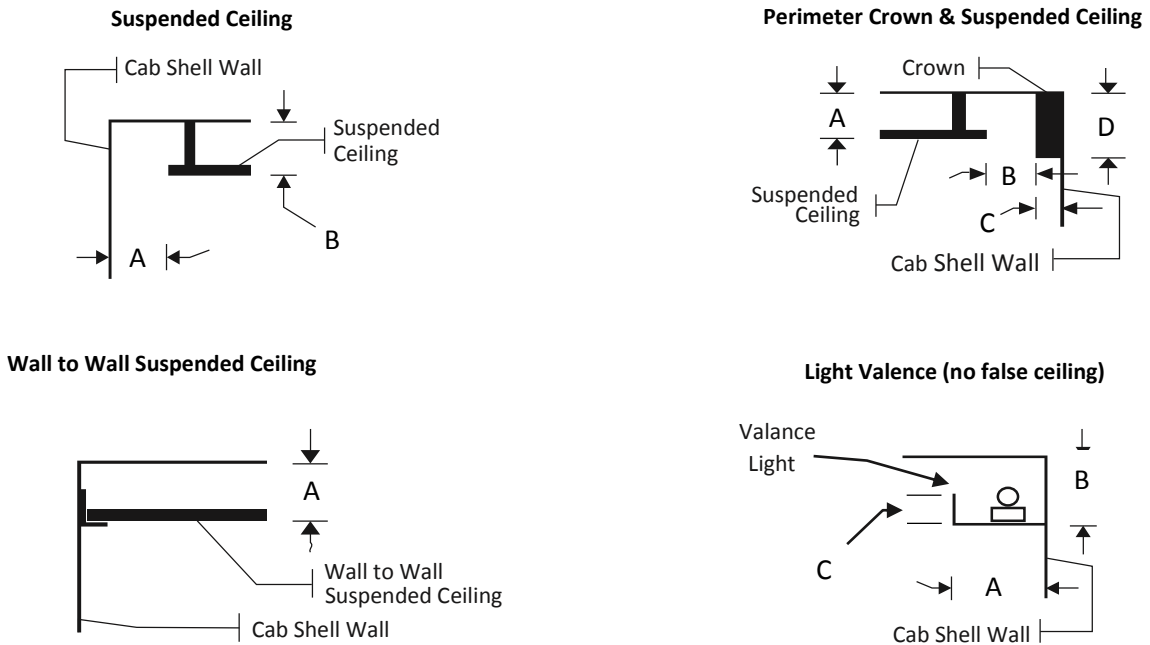 Suspended Ceiling
Cab Shell Wall
Suspended
Ceiling
B
A
Perimeter Crown & Suspended Ceiling
Crown
A
D
B
Suspended
Ceiling
C
Cab Shell Wall
Wall to Wall Suspended Ceiling
A
Wall to Wall
Suspended Ceiling
Cab Shell Wall
Light Valence (no false ceiling)
Valance
Light
B
C
A
Cab Shell Wall